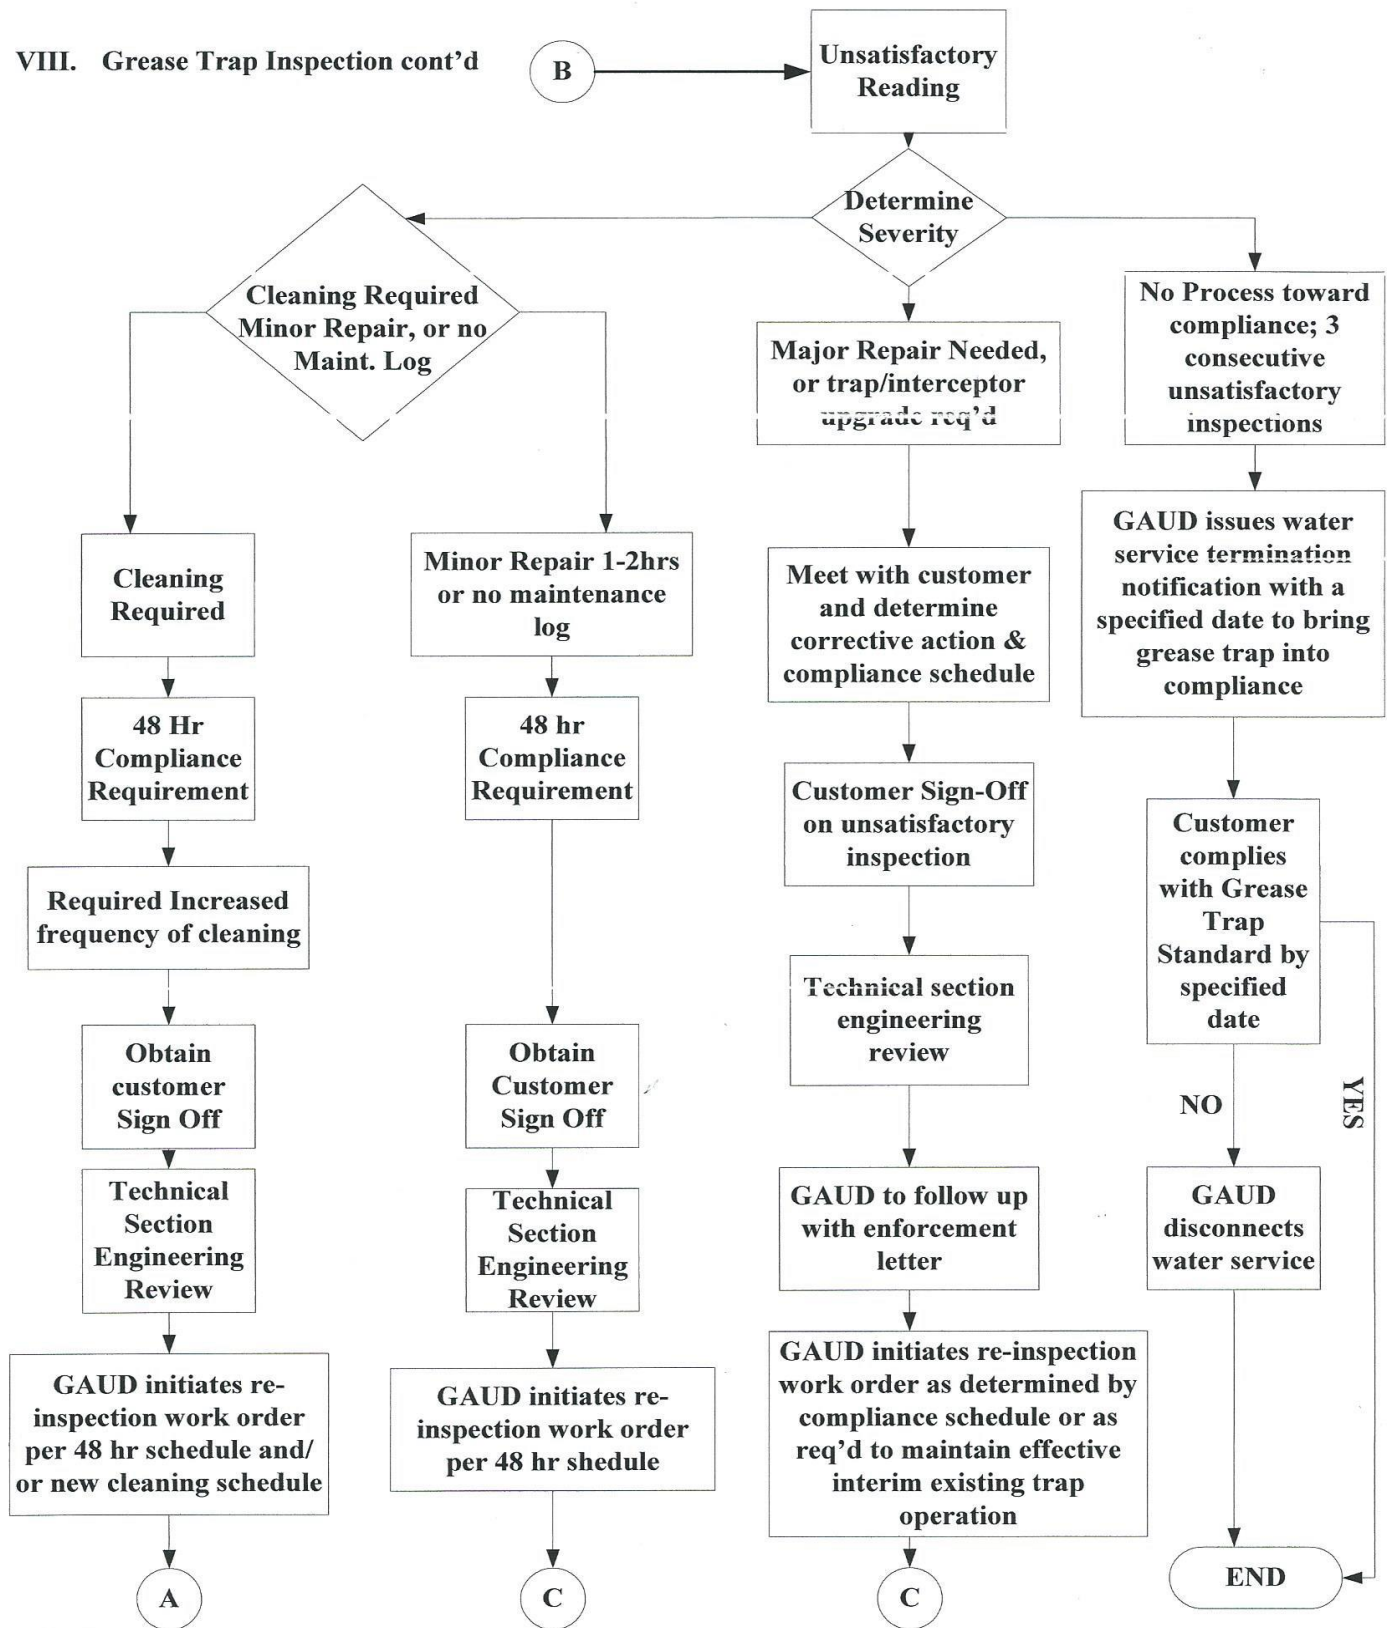 VIII. Grease Trap Inspection cont'd
B
Unsatisfactory
Reading
Determine
Severity
Cleaning Required
Minor Repair, or no
Maint. Log
Major Repair Needed,
or trap/interceptor
upgrade req'd
No Process toward
compliance; 3
consecutive
unsatisfactory
inspections
Cleaning
Required
48 Hr
Compliance
Requirement
Required Increased
frequency of cleaning
Obtain
customer
Sign Off
Technical
Section
Engineering
Review
GAUD initiates re-
inspection work order
per 48 hr schedule and/
or new cleaning schedule
A
Minor Repair 1-2hrs
or no maintenance
log
48 hr
Compliance
Requirement
Obtain
Customer
Sign Off
Technical
Section
Engineering
Review
GAUD initiates re-
inspection work order
per 48 hr shedule
C
Meet with customer
and determine
corrective action &
compliance schedule
Customer Sign-Off
on unsatisfactory
inspection
Technical section
engineering
review
GAUD to follow up
with enforcement
letter
GAUD initiates re-inspection
work order as determined by
compliance schedule or as
req'd to maintain effective
interim existing trap
operation
C
GAUD issues water
service termination
notification with a
specified date to bring
grease trap into
compliance
Customer
complies
with Grease
Trap
Standard by
specified
date
NO
YES
GAUD
disconnects
water service
END